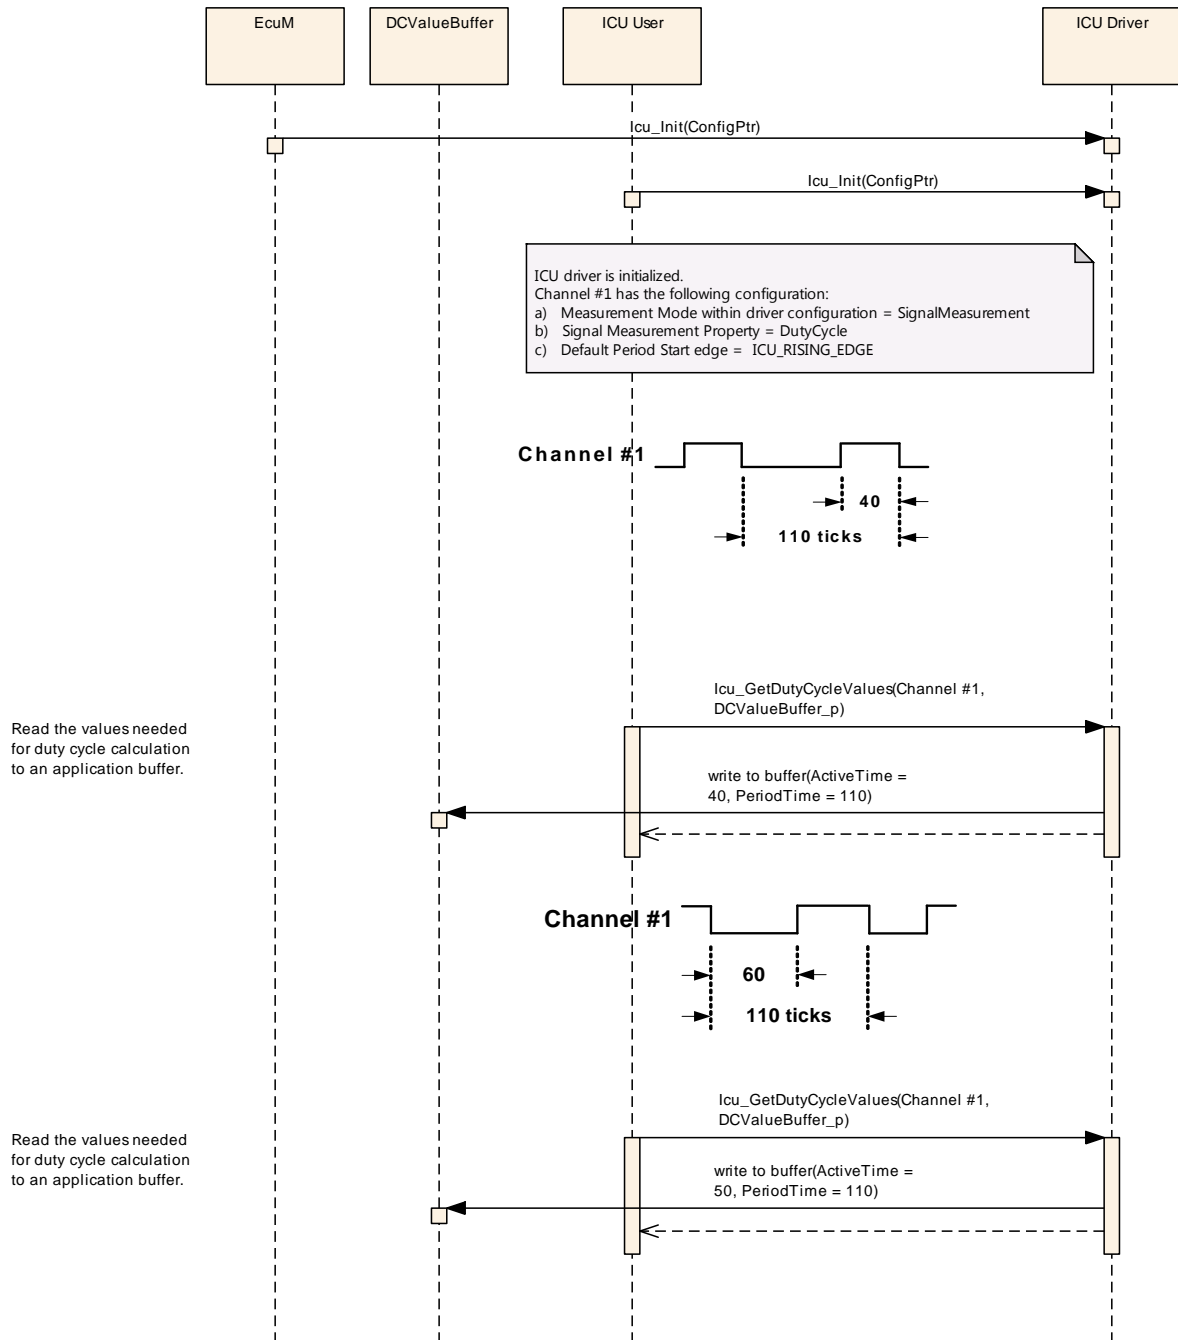 EcuM
DCValueBuffer
ICU User
ICU Driver
Icu_Init(ConfigPtr)
Icu_Init(ConfigPtr)
ICU driver is initialized.
Channel #1 has the following configuration:
a) Measurement Mode within driver configuration = SignalMeasurement
b) Signal Measurement Property = DutyCycle
c) Default Period Start edge = ICU_RISING_EDGE
Channel #1
40
110 ticks
Icu_GetDutyCycleValues(Channel #1,
DCValueBuffer_p)
Read the values needed
for duty cycle calculation
to an application buffer.
write to buffer(ActiveTime =
40, PeriodTime = 110)
Channel #1
60
110 ticks
Icu_GetDutyCycleValues(Channel #1,
DCValueBuffer_p)
Read the values needed
for duty cycle calculation
to an application buffer.
write to buffer(ActiveTime =
50, PeriodTime = 110)